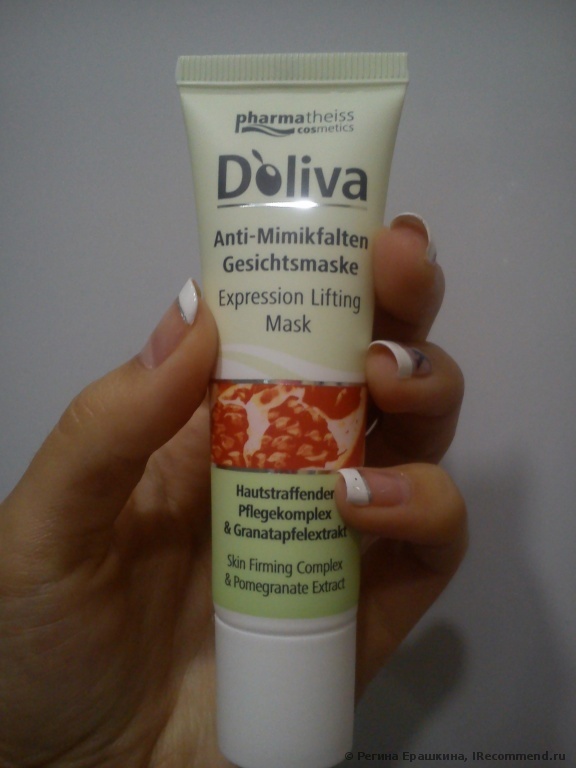 pharmatheiss
cosmetics
D'oliva
Anti-Mimikfalten
Gesichtsmaske
Expression Lifting
Mask
Hautstraffender
Pflegekomplex
& Granatapfelextrakt
Skin Firming Complex
& Pomegranate Extract
© Регина Ерашкина, IRecommend.ru